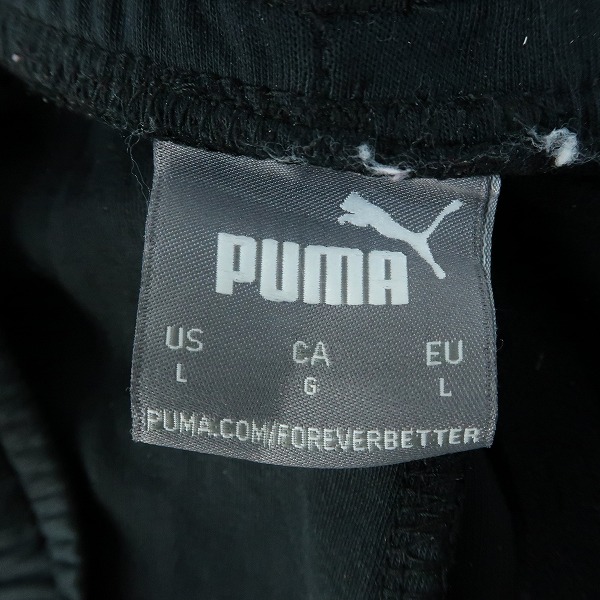 PUMA
US CA EU
L G L
PUMA.COM/FOREVERBETTER